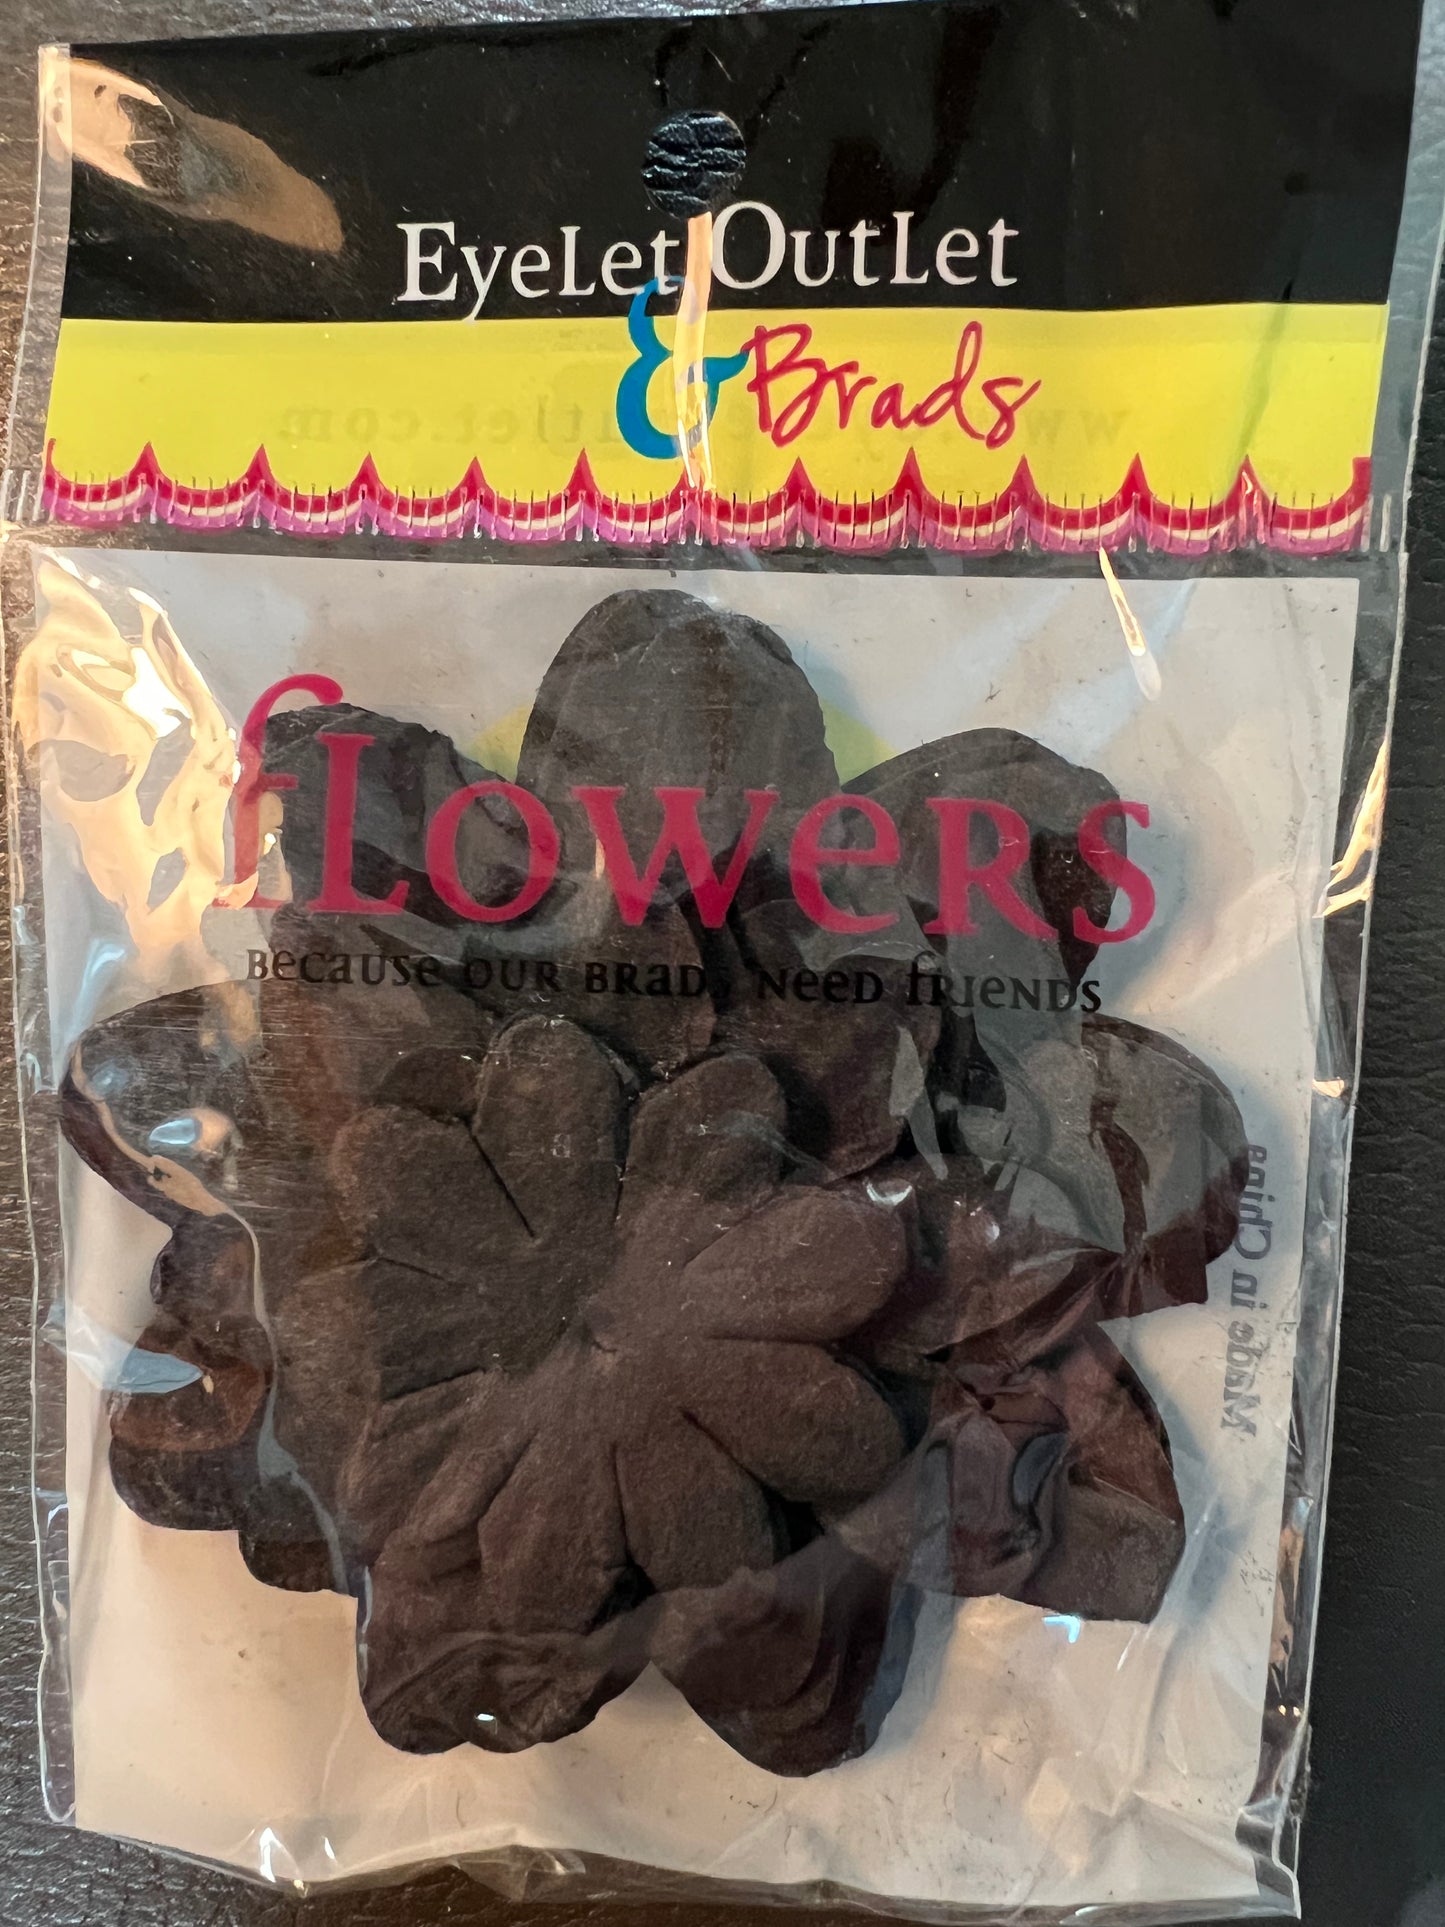 EyeLet OutLet
& Brads
fLoweRs
Because our brads need friends
Made in China